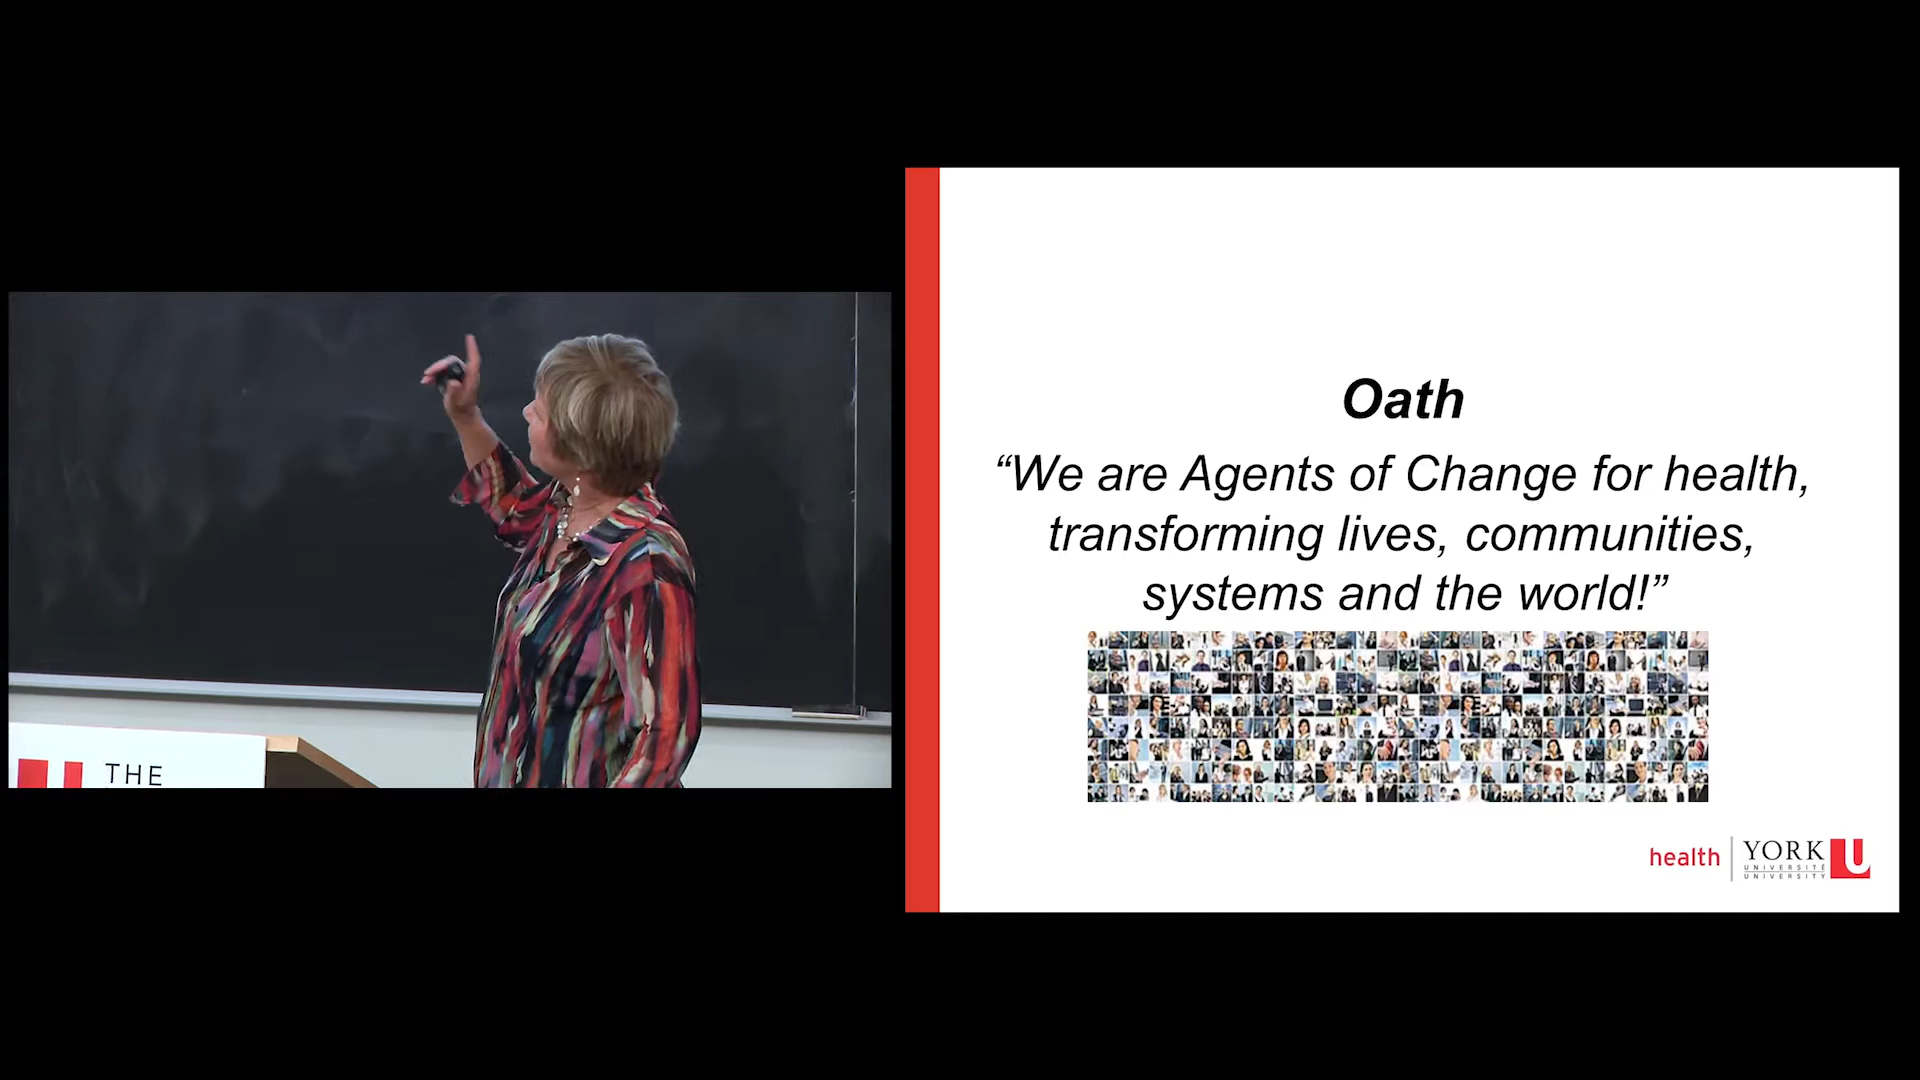 THE
Oath
“We are Agents of Change for health,
transforming lives, communities,
systems and the world!”
health
YORK
UNIVERSITÉ
UNIVERSITY
U